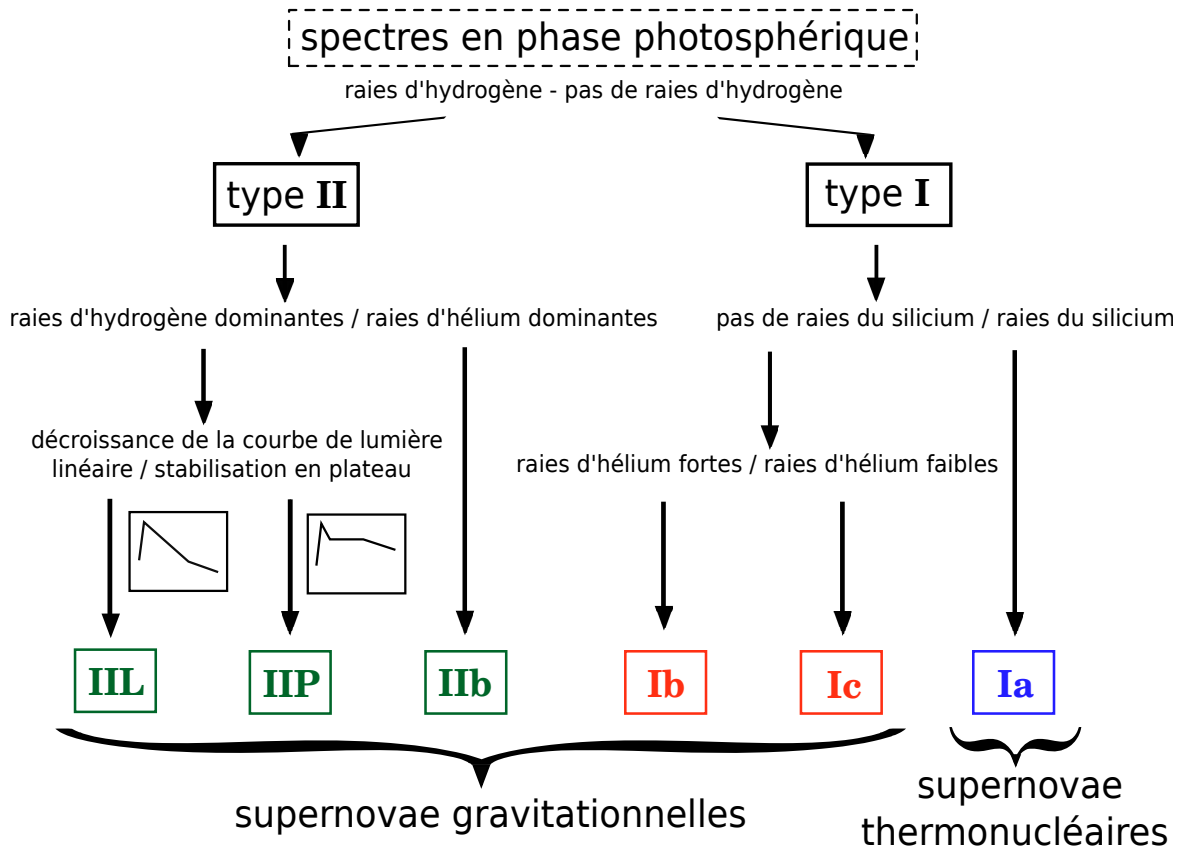 spectres en phase photosphérique
raies d'hydrogène - pas de raies d'hydrogène
type II
type I
raies d'hydrogène dominantes / raies d'hélium dominantes
pas de raies du silicium / raies du silicium
décroissance de la courbe de lumière
linéaire / stabilisation en plateau
raies d'hélium fortes / raies d'hélium faibles
IIL
IIP
IIb
Ib
Ic
Ia
supernovae gravitationnelles
supernovae
thermonucléaires